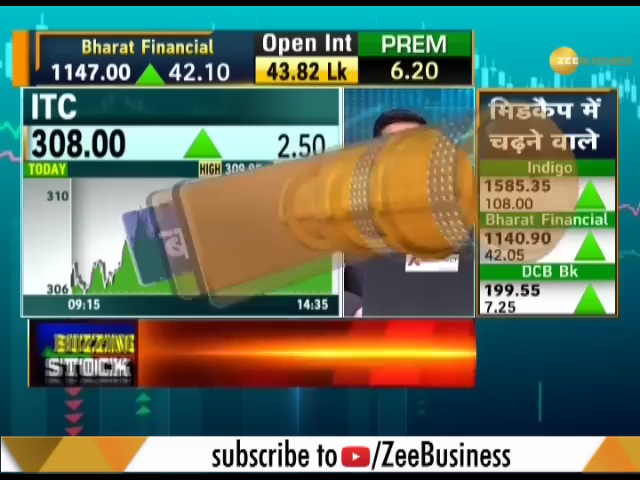 Bharat Financial
1147.00 42.10
Open Int
43.82 Lk
PREM
6.20
ZEE BUSINESS
ITC
308.00 2.50
TODAY
HIGH
310
306
09:15 14:35
मिडकैप में
चढ़ने वाले
Indigo
1585.35
108.00
Bharat Financial
1140.90
42.05
DCB Bk
199.55
7.25
BUZZING
STOCK
subscribe to /ZeeBusiness